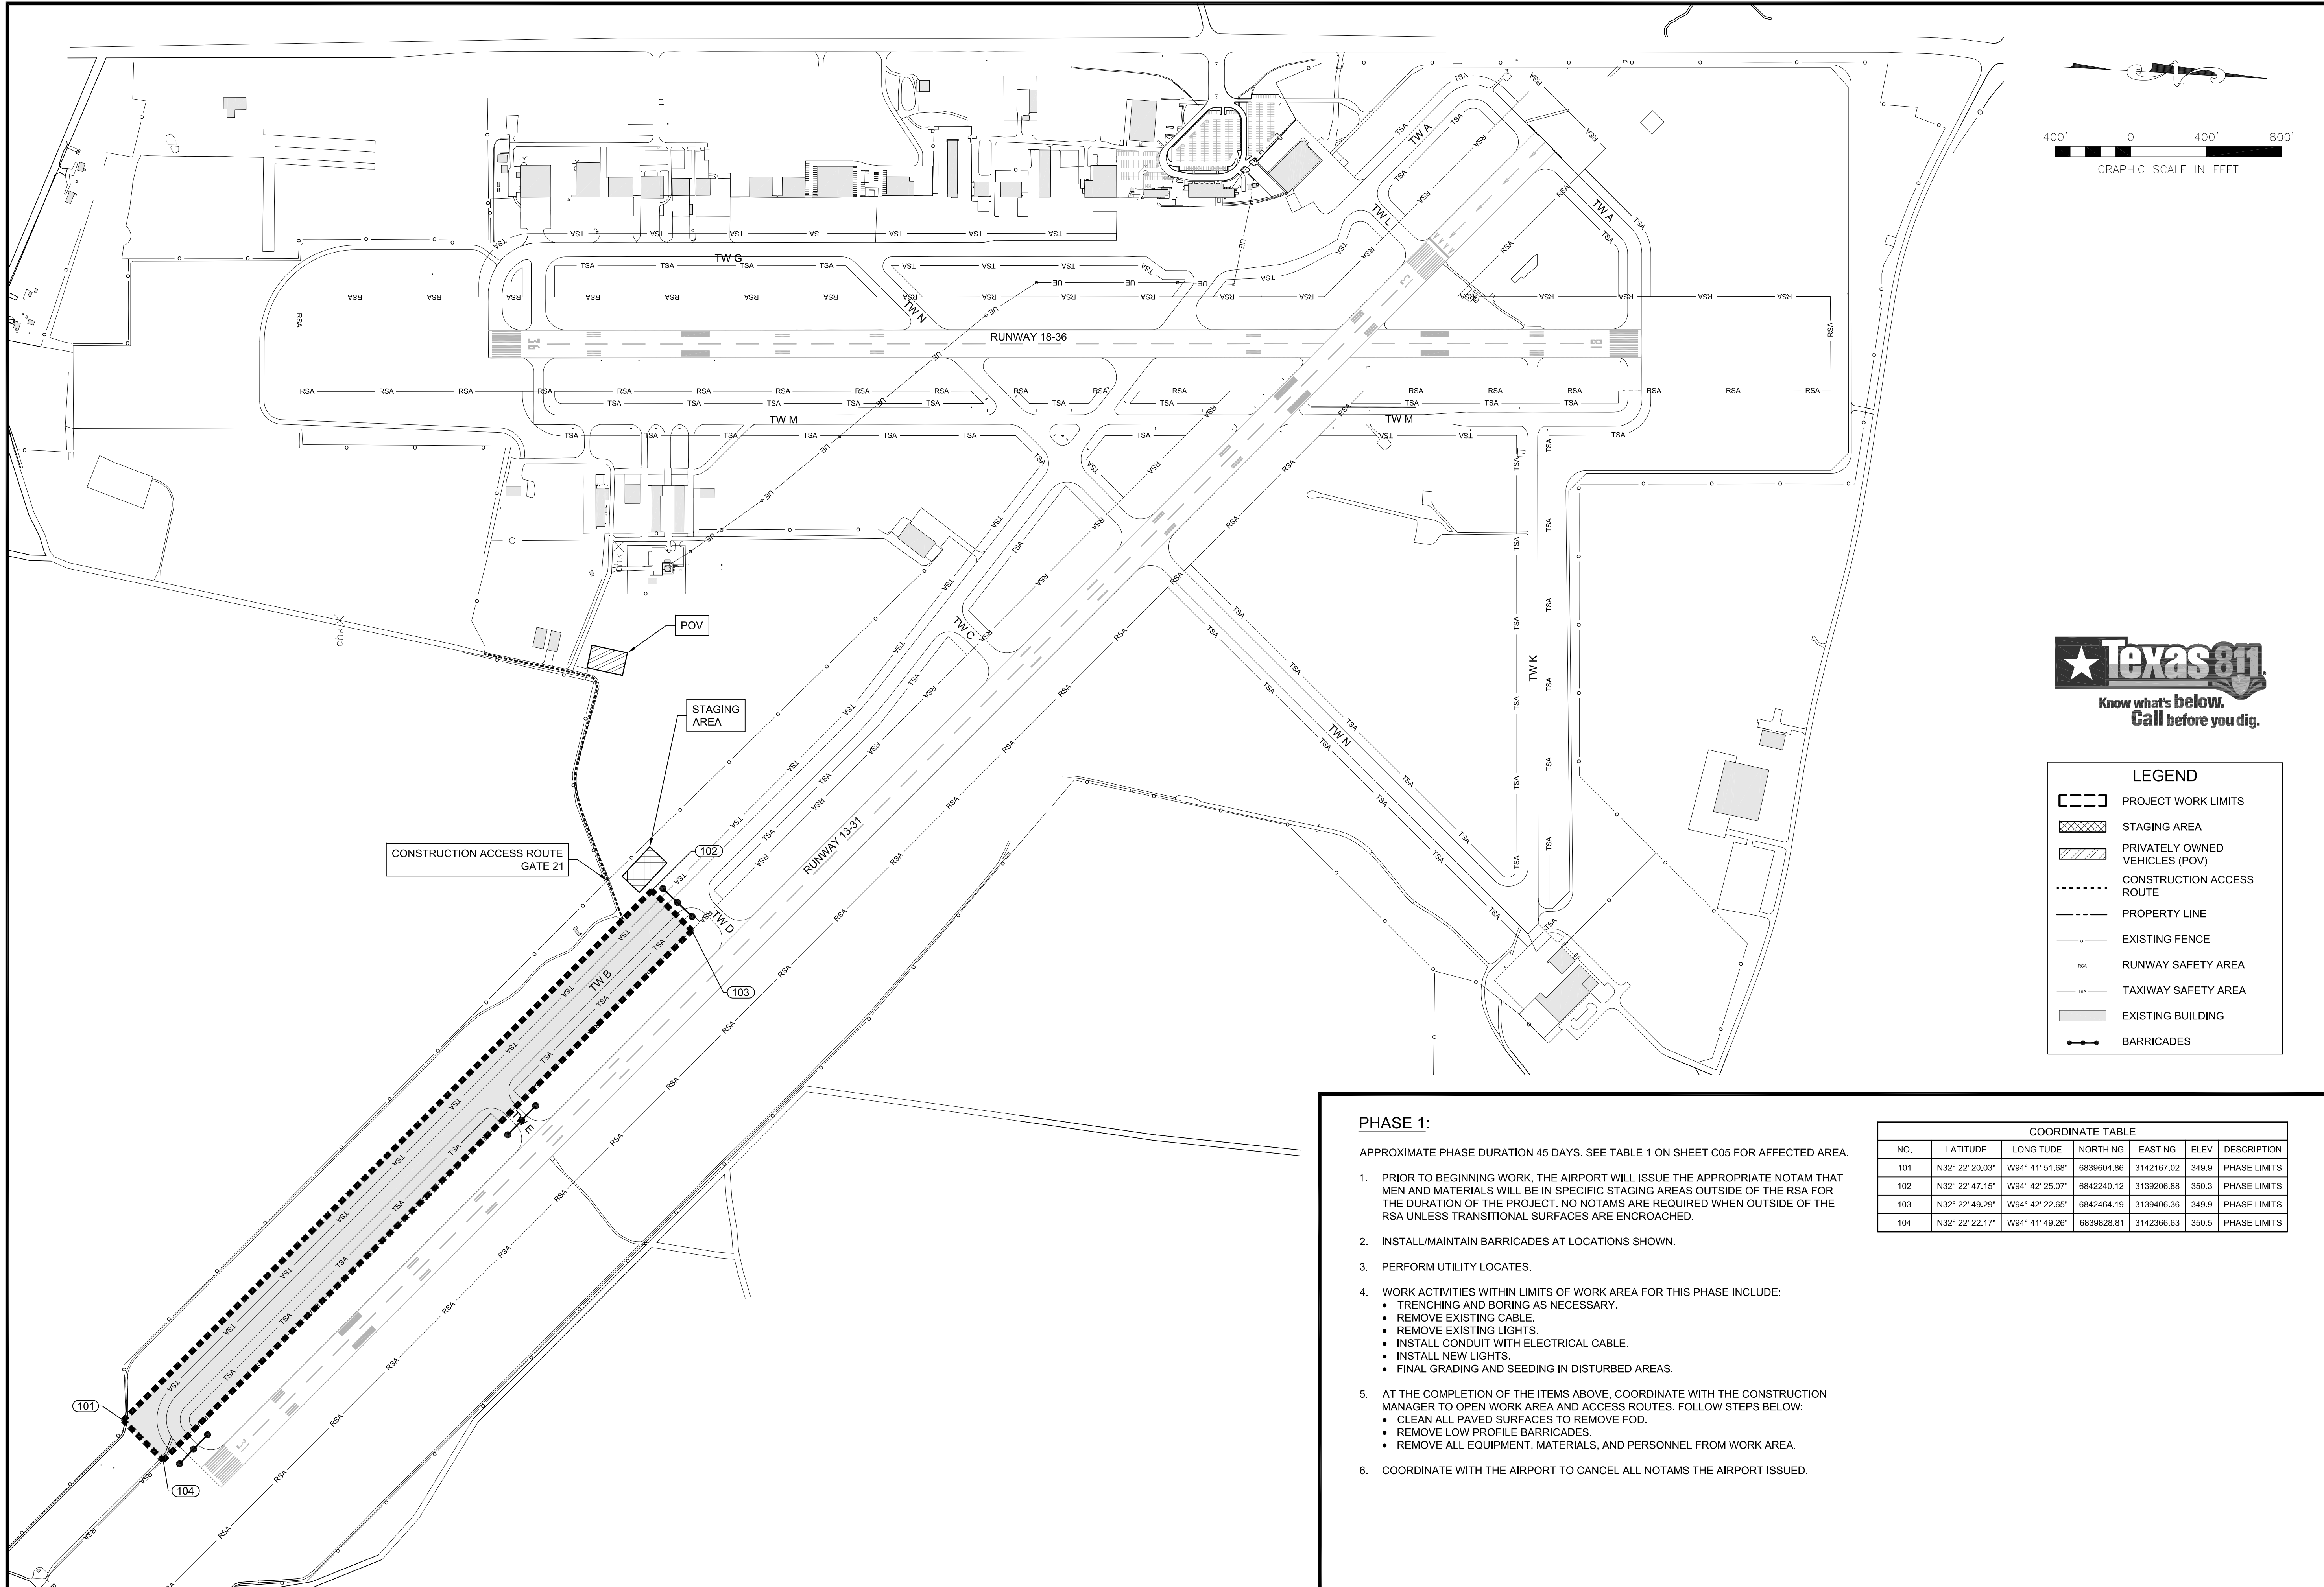 400' 0 400' 800'
GRAPHIC SCALE IN FEET
TW A
TW A
TW L
TW G
TW N
RUNWAY 18-36
TW M
TW M
TW C
TW K
TW N
POV
STAGING
AREA
CONSTRUCTION ACCESS ROUTE
GATE 21
RUNWAY 13-31
102
TW D
103
TW B
101
104
chk
chk
RSA
TSA
UE
G
Texas 811
Know what's below.
Call before you dig.
LEGEND
PROJECT WORK LIMITS
STAGING AREA
PRIVATELY OWNED
VEHICLES (POV)
CONSTRUCTION ACCESS
ROUTE
PROPERTY LINE
EXISTING FENCE
RSA RUNWAY SAFETY AREA
TSA TAXIWAY SAFETY AREA
EXISTING BUILDING
BARRICADES
PHASE 1:
APPROXIMATE PHASE DURATION 45 DAYS. SEE TABLE 1 ON SHEET C05 FOR AFFECTED AREA.
1. PRIOR TO BEGINNING WORK, THE AIRPORT WILL ISSUE THE APPROPRIATE NOTAM THAT
MEN AND MATERIALS WILL BE IN SPECIFIC STAGING AREAS OUTSIDE OF THE RSA FOR
THE DURATION OF THE PROJECT. NO NOTAMS ARE REQUIRED WHEN OUTSIDE OF THE
RSA UNLESS TRANSITIONAL SURFACES ARE ENCROACHED.
2. INSTALL/MAINTAIN BARRICADES AT LOCATIONS SHOWN.
3. PERFORM UTILITY LOCATES.
4. WORK ACTIVITIES WITHIN LIMITS OF WORK AREA FOR THIS PHASE INCLUDE:
• TRENCHING AND BORING AS NECESSARY.
• REMOVE EXISTING CABLE.
• REMOVE EXISTING LIGHTS.
• INSTALL CONDUIT WITH ELECTRICAL CABLE.
• INSTALL NEW LIGHTS.
• FINAL GRADING AND SEEDING IN DISTURBED AREAS.
5. AT THE COMPLETION OF THE ITEMS ABOVE, COORDINATE WITH THE CONSTRUCTION
MANAGER TO OPEN WORK AREA AND ACCESS ROUTES. FOLLOW STEPS BELOW:
• CLEAN ALL PAVED SURFACES TO REMOVE FOD.
• REMOVE LOW PROFILE BARRICADES.
• REMOVE ALL EQUIPMENT, MATERIALS, AND PERSONNEL FROM WORK AREA.
6. COORDINATE WITH THE AIRPORT TO CANCEL ALL NOTAMS THE AIRPORT ISSUED.
COORDINATE TABLE
NO. LATITUDE LONGITUDE NORTHING EASTING ELEV DESCRIPTION
101 N32° 22' 20.03" W94° 41' 51.68" 6839604.86 3142167.02 349.9 PHASE LIMITS
102 N32° 22' 47.15" W94° 42' 25.07" 6842240.12 3139206.88 350.3 PHASE LIMITS
103 N32° 22' 49.29" W94° 42' 22.65" 6842464.19 3139406.36 349.9 PHASE LIMITS
104 N32° 22' 22.17" W94° 41' 49.26" 6839828.81 3142366.63 350.5 PHASE LIMITS